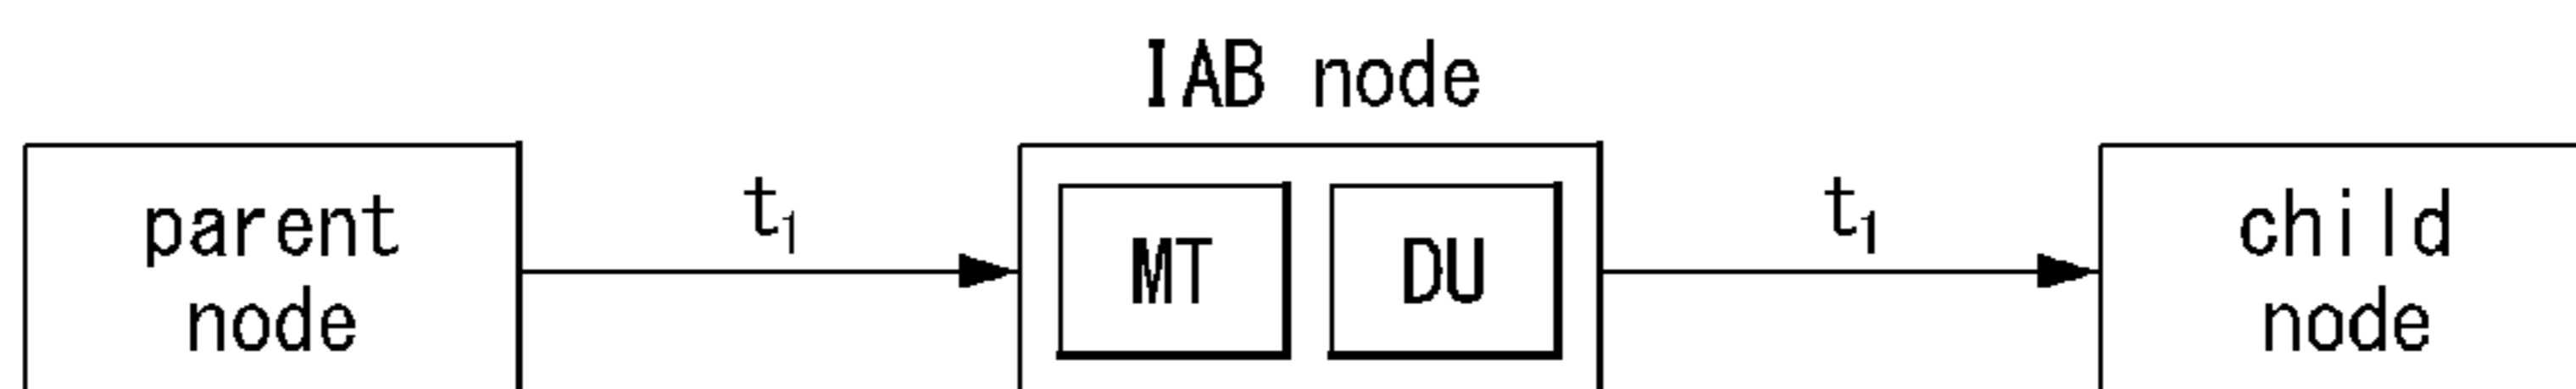 IAB node
parent
node
t₁
MT
DU
t₁
child
node